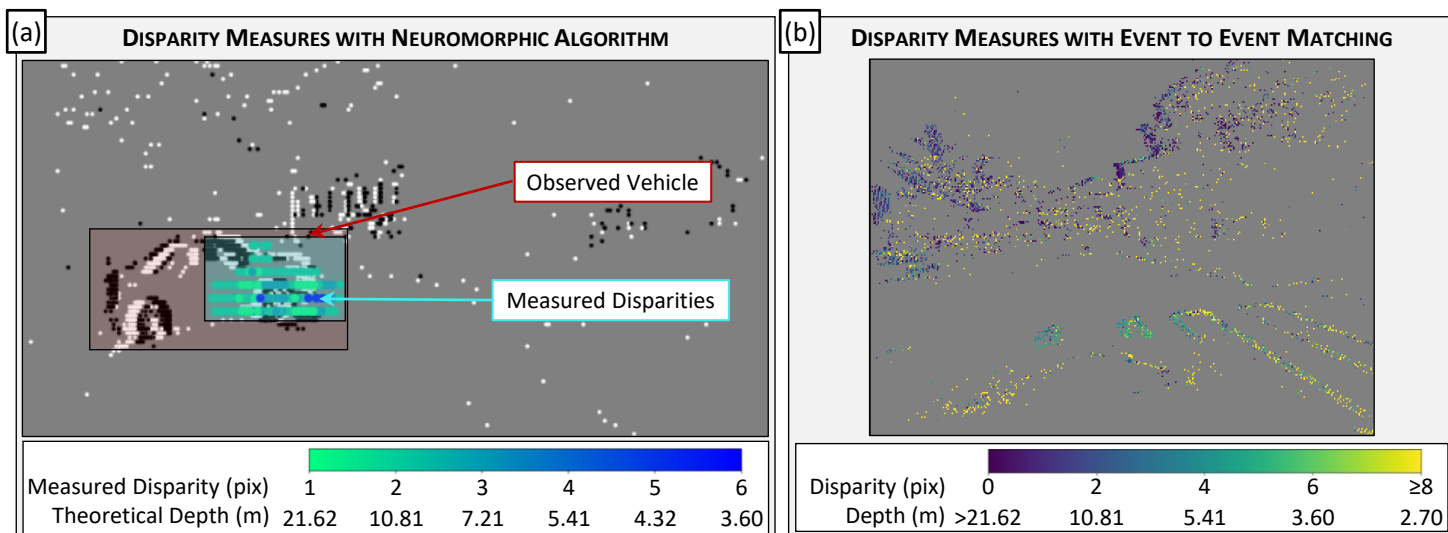 (a)
DISPARITY MEASURES WITH NEUROMORPHIC ALGORITHM
Observed Vehicle
Measured Disparities
Measured Disparity (pix) 1 2 3 4 5 6
Theoretical Depth (m) 21.62 10.81 7.21 5.41 4.32 3.60
(b)
DISPARITY MEASURES WITH EVENT TO EVENT MATCHING
Disparity (pix) 0 2 4 6 ≥8
Depth (m) >21.62 10.81 5.41 3.60 2.70